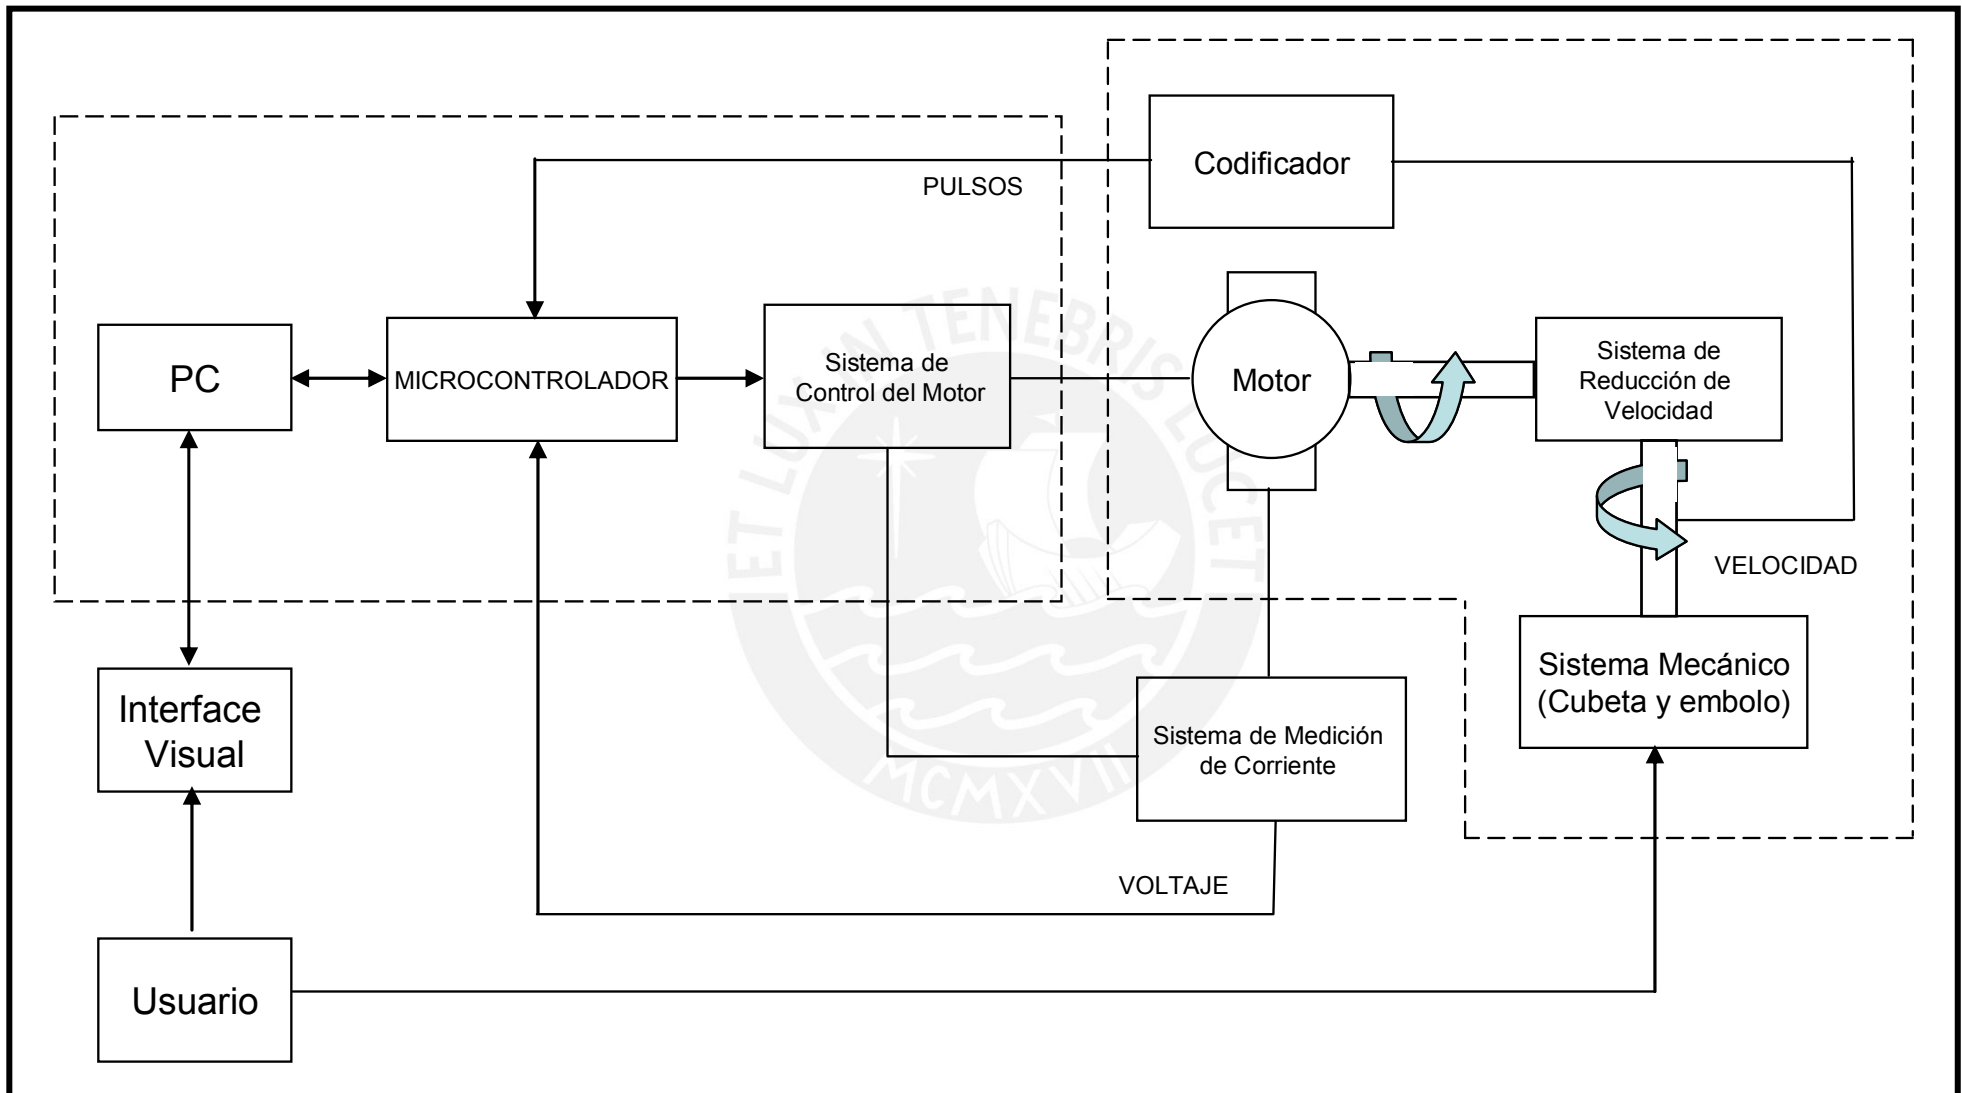 Codificador
PULSOS
PC
MICROCONTROLADOR
Sistema de
Control del Motor
Motor
Sistema de
Reducción de
Velocidad
VELOCIDAD
Interface
Visual
Sistema de Medición
de Corriente
Sistema Mecánico
(Cubeta y embolo)
VOLTAJE
Usuario
ET LUX IN TENEBRIS LUCET
MCMXVII